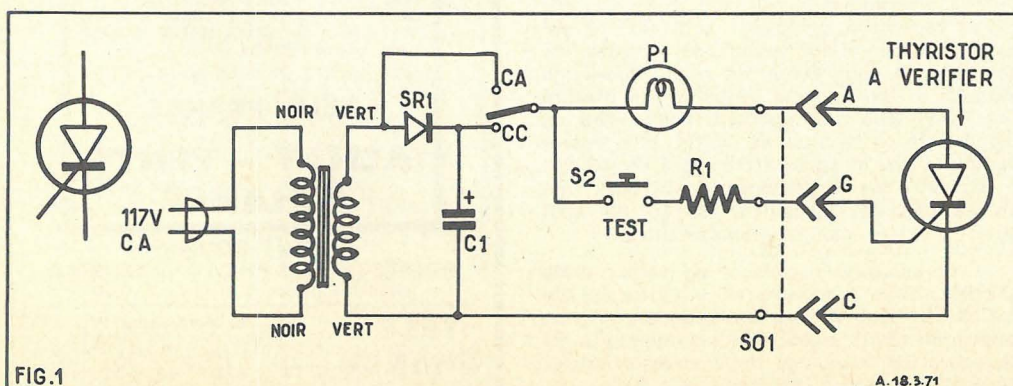 THYRISTOR
A VERIFIER
P1
CA
NOIR
VERT
SR1
A
CC
S2
R1
G
117V
CA
+
C1
TEST
C
NOIR
VERT
SO1
FIG.1
A.18.3.71